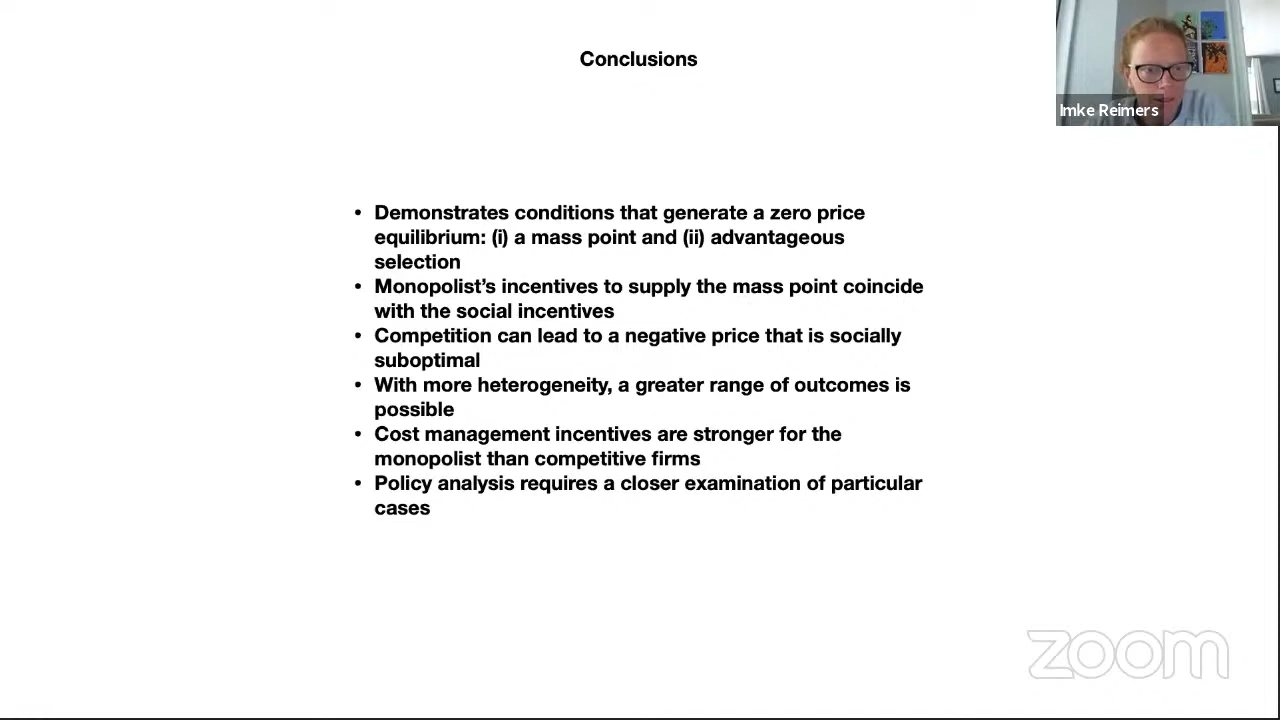 Conclusions
Imke Reimers
• Demonstrates conditions that generate a zero price
equilibrium: (i) a mass point and (ii) advantageous
selection
• Monopolist’s incentives to supply the mass point coincide
with the social incentives
• Competition can lead to a negative price that is socially
suboptimal
• With more heterogeneity, a greater range of outcomes is
possible
• Cost management incentives are stronger for the
monopolist than competitive firms
• Policy analysis requires a closer examination of particular
cases
zoom